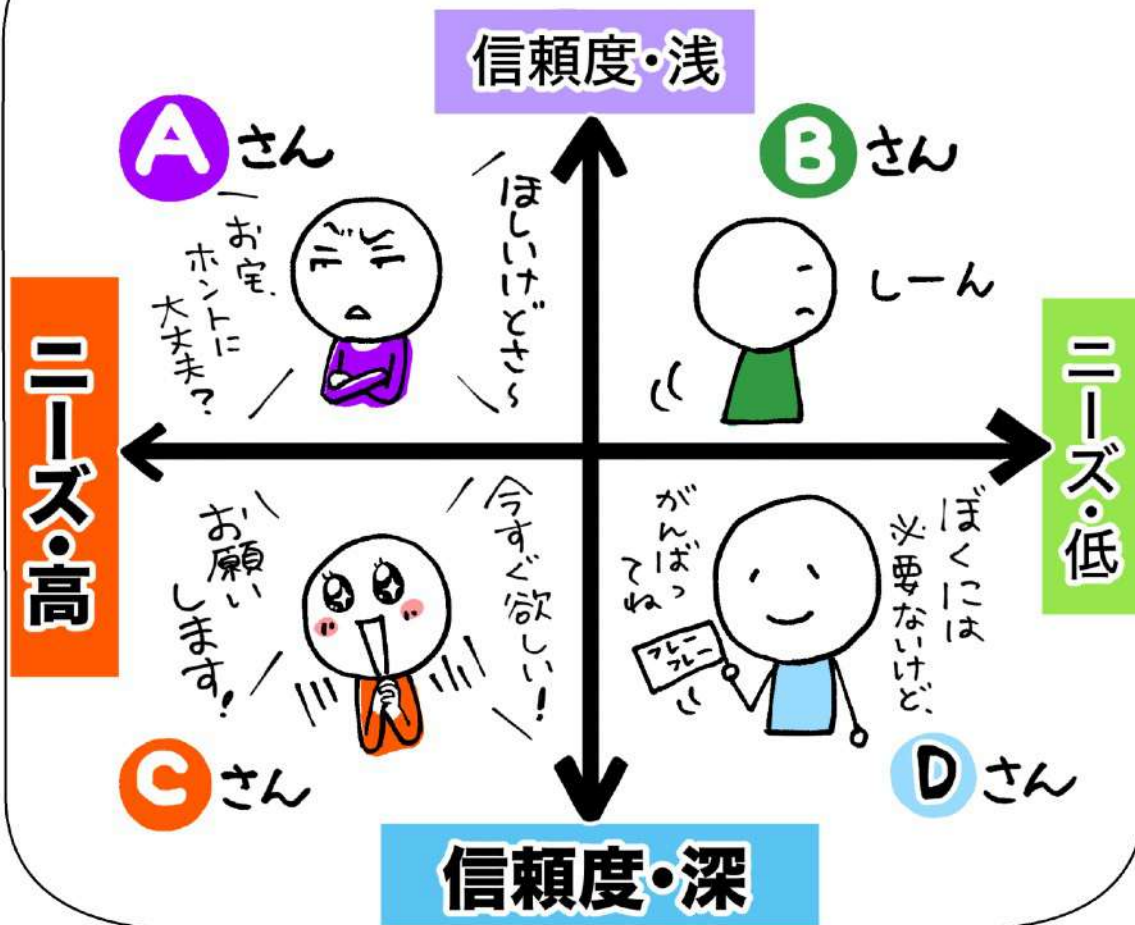 信頼度・浅
Aさん
ほしいけどさ〜
お宅、
ホントに
大丈夫?
Bさん
しーん
ニーズ・高
ニーズ・低
今すぐ欲しい!
お願い
します!
Cさん
ぼくには
必要ないけど、
がんばっ
てね
フレー
フレー
Dさん
信頼度・深